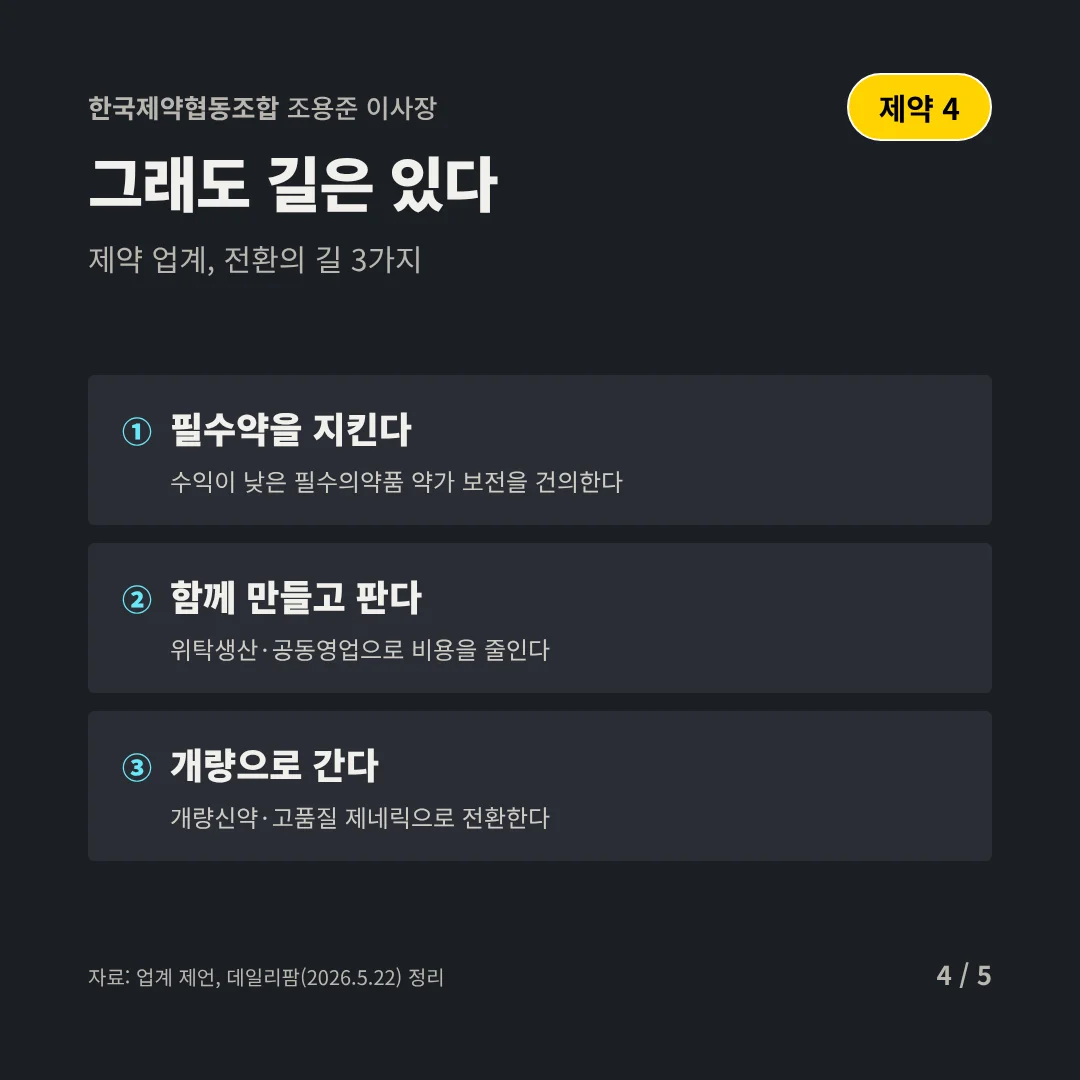 한국제약협동조합 조용준 이사장
제약 4
그래도 길은 있다
제약 업계, 전환의 길 3가지
① 필수약을 지킨다
수익이 낮은 필수의약품 약가 보전을 건의한다
② 함께 만들고 판다
위탁생산·공동영업으로 비용을 줄인다
③ 개량으로 간다
개량신약·고품질 제네릭으로 전환한다
자료: 업계 제언, 데일리팜(2026.5.22) 정리
4 / 5